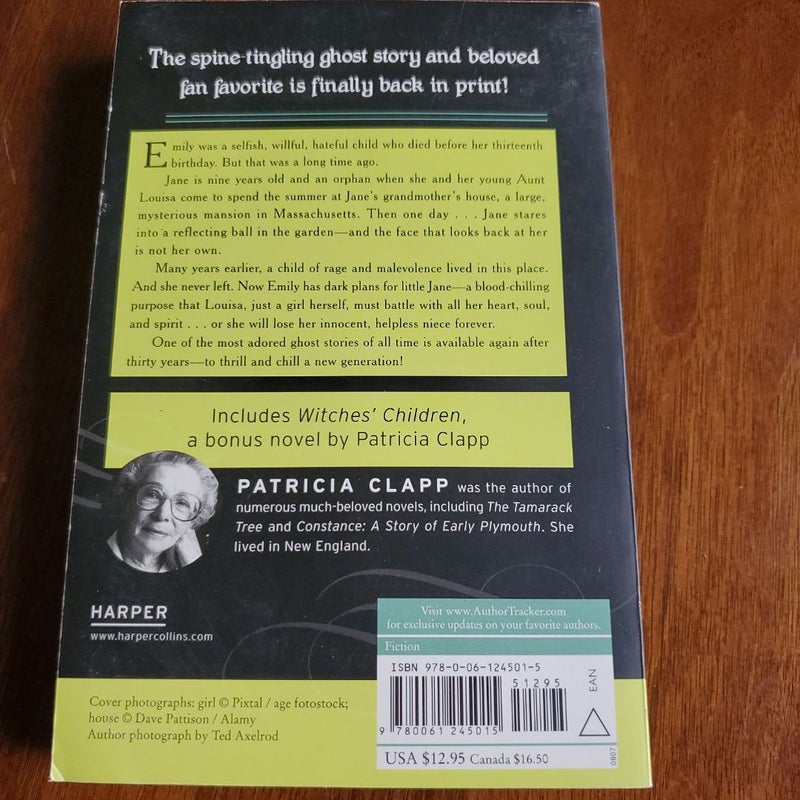 The spine-tingling ghost story and beloved
fan favorite is finally back in print!
Emily was a selfish, willful, hateful child who died before her thirteenth
birthday. But that was a long time ago.
Jane is nine years old and an orphan when she and her young Aunt
Louisa come to spend the summer at Jane's grandmother's house, a large,
mysterious mansion in Massachusetts. Then one day . . . Jane stares
into a reflecting ball in the garden—and the face that looks back at her
is not her own.
Many years earlier, a child of rage and malevolence lived in this place.
And she never left. Now Emily has dark plans for little Jane—a blood-chilling
purpose that Louisa, just a girl herself, must battle with all her heart, soul,
and spirit . . . or she will lose her innocent, helpless niece forever.
One of the most adored ghost stories of all time is available again after
thirty years—to thrill and chill a new generation!
Includes Witches' Children,
a bonus novel by Patricia Clapp
PATRICIA CLAPP was the author of
numerous much-beloved novels, including The Tamarack
Tree and Constance: A Story of Early Plymouth. She
lived in New England.
HARPER
www.harpercollins.com
Cover photographs: girl © Pixtal / age fotostock;
house © Dave Pattison / Alamy
Author photograph by Ted Axelrod
Visit www.AuthorTracker.com
for exclusive updates on your favorite authors.
Fiction
ISBN 978-0-06-124501-5
51295
EAN
9 780061 245015
USA $12.95 Canada $16.50
0807